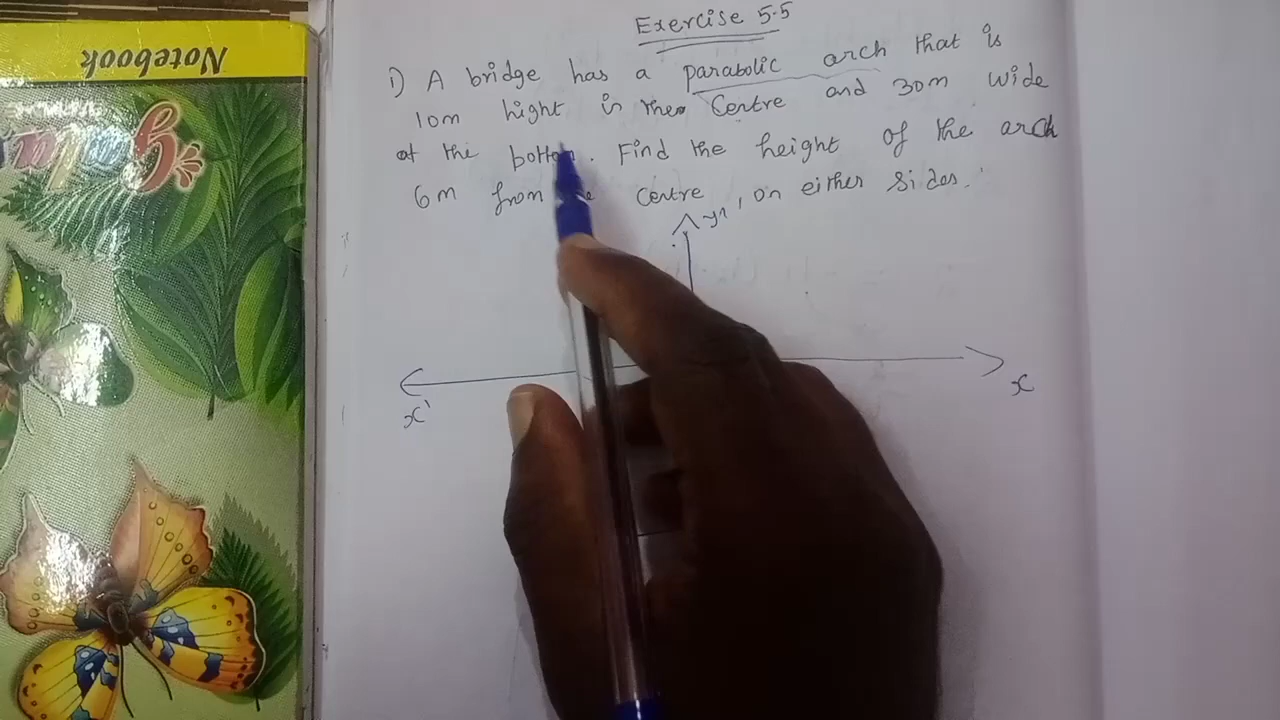 Notebook
Exercise 5.5
1) A bridge has a parabolic arch that is
10m hight in the Centre and 30m wide
at the bottom. Find the height of the arch
6m from centre, on either sides.
y
x' x